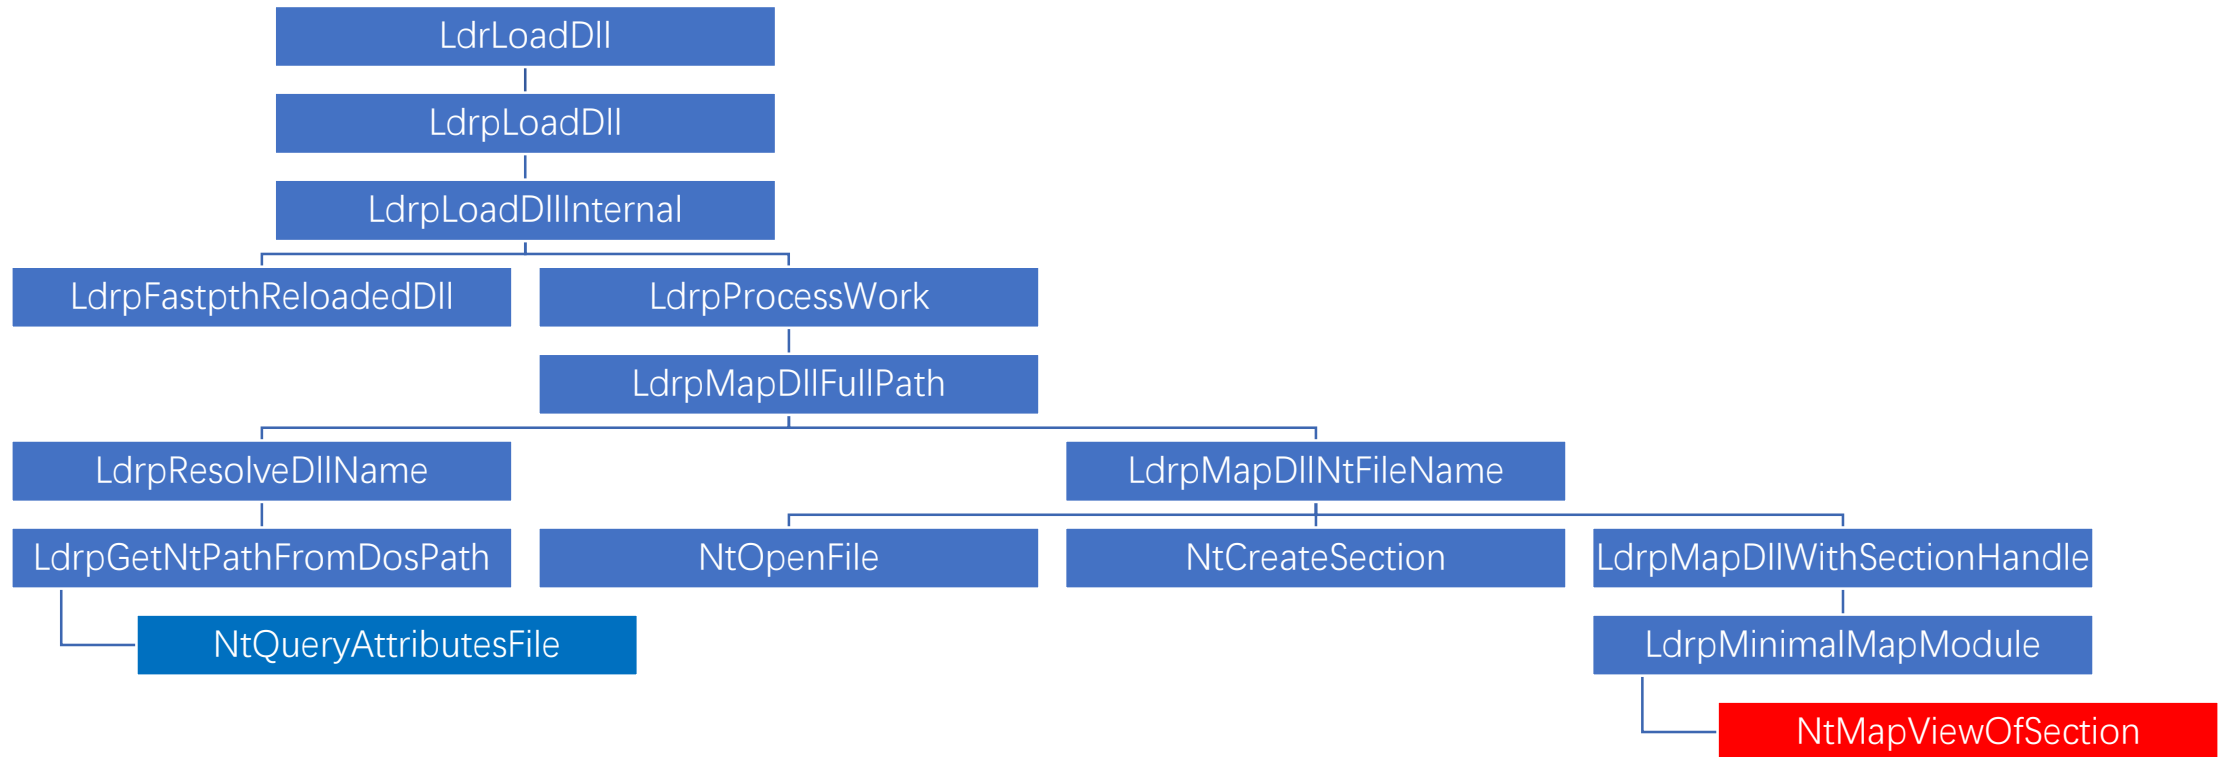 LdrLoadDll
LdrpLoadDll
LdrpLoadDllInternal
LdrpFastpthReloadedDll
LdrpProcessWork
LdrpMapDllFullPath
LdrpResolveDllName
LdrpMapDllNtFileName
LdrpGetNtPathFromDosPath
NtOpenFile
NtCreateSection
LdrpMapDllWithSectionHandle
NtQueryAttributesFile
LdrpMinimalMapModule
NtMapViewOfSection